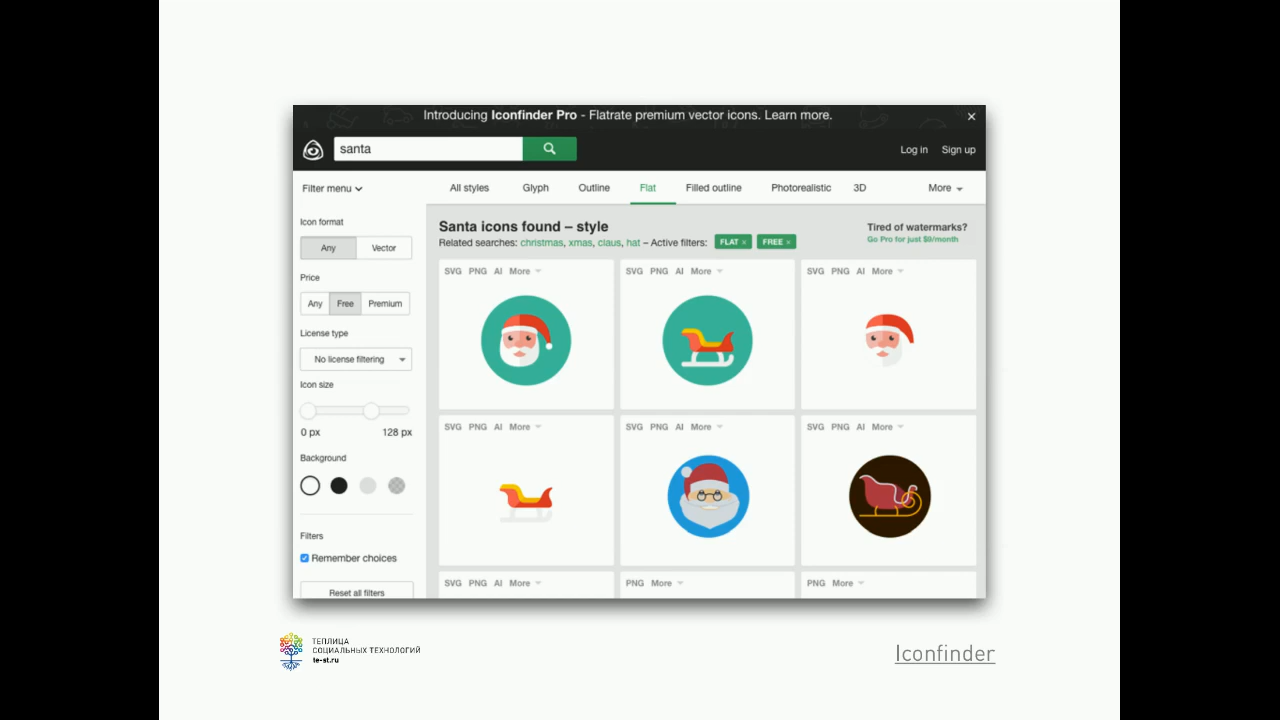 Introducing Iconfinder Pro - Flatrate premium vector icons. Learn more. ×
santa
Log in Sign up
Filter menu
All styles Glyph Outline Flat Filled outline Photorealistic 3D More
Icon format
Any Vector
Price
Any Free Premium
License type
No license filtering
Icon size
0 px 128 px
Background
Filters
Remember choices
Reset all filters
Santa icons found – style
Related searches: christmas, xmas, claus, hat – Active filters: FLAT × FREE ×
Tired of watermarks?
Go Pro for just $9/month
SVG PNG AI More
SVG PNG AI More
SVG PNG AI More
SVG PNG AI More
SVG PNG AI More
SVG PNG AI More
SVG PNG AI More
PNG More
PNG More
ТЕПЛИЦА
СОЦИАЛЬНЫХ ТЕХНОЛОГИЙ
te-st.ru
Iconfinder